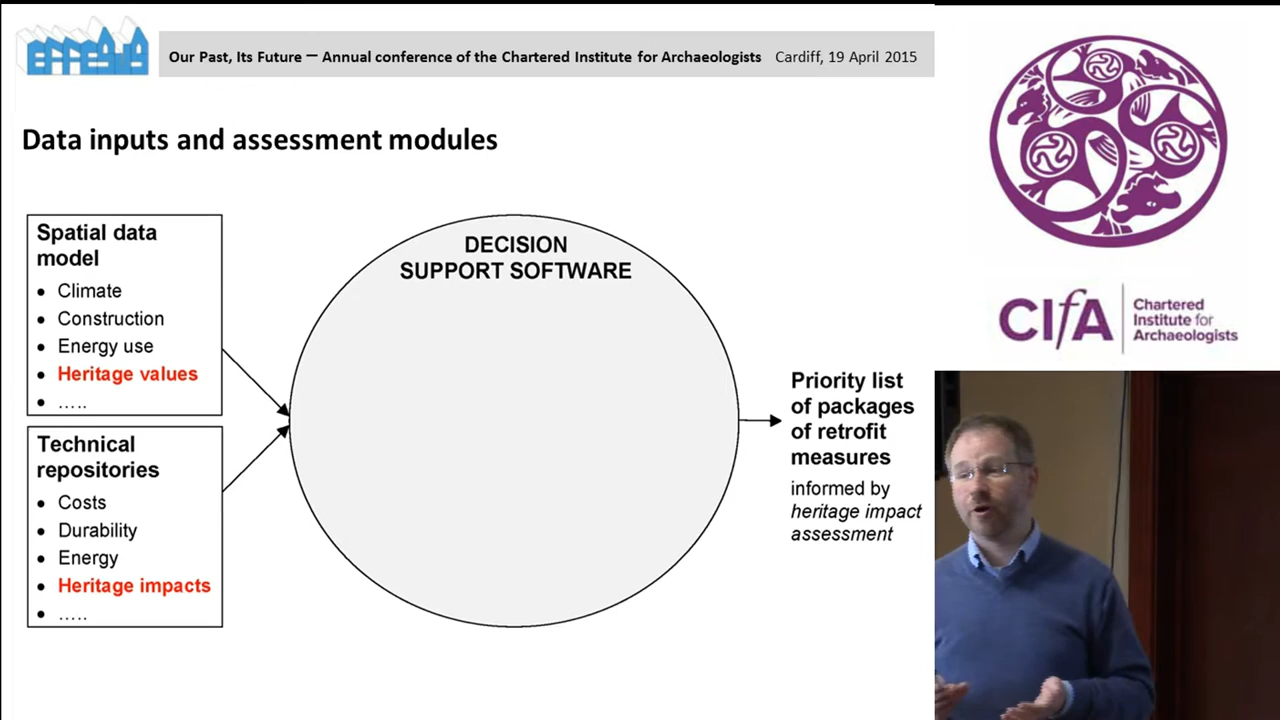 EFFESUS
Our Past, Its Future — Annual conference of the Chartered Institute for Archaeologists Cardiff, 19 April 2015
Data inputs and assessment modules
Spatial data
model
• Climate
• Construction
• Energy use
• Heritage values
• …..
Technical
repositories
• Costs
• Durability
• Energy
• Heritage impacts
• …..
DECISION
SUPPORT SOFTWARE
Priority list
of packages
of retrofit
measures
informed by
heritage impact
assessment
CIfA
Chartered
Institute for
Archaeologists